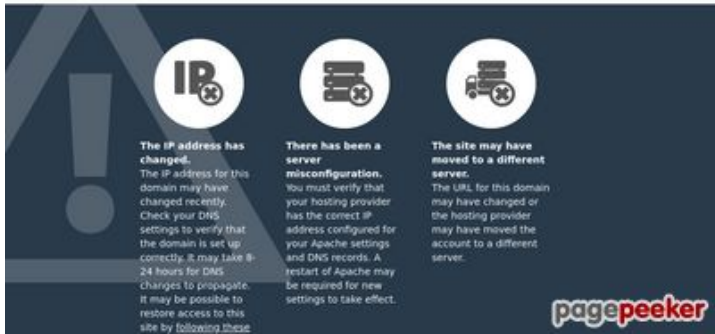 IP
The IP address has
changed.
The IP address for this
domain may have
changed recently.
Check your DNS
settings to verify that
the domain is set up
correctly. It may take 8-
24 hours for DNS
changes to propagate.
It may be possible to
restore access to this
site by following these
There has been a
server
misconfiguration.
You must verify that
your hosting provider
has the correct IP
address configured for
your Apache settings
and DNS records. A
restart of Apache may
be required for new
settings to take effect.
The site may have
moved to a different
server.
The URL for this domain
may have changed or
the hosting provider
may have moved the
account to a different
server.
pagepeeker